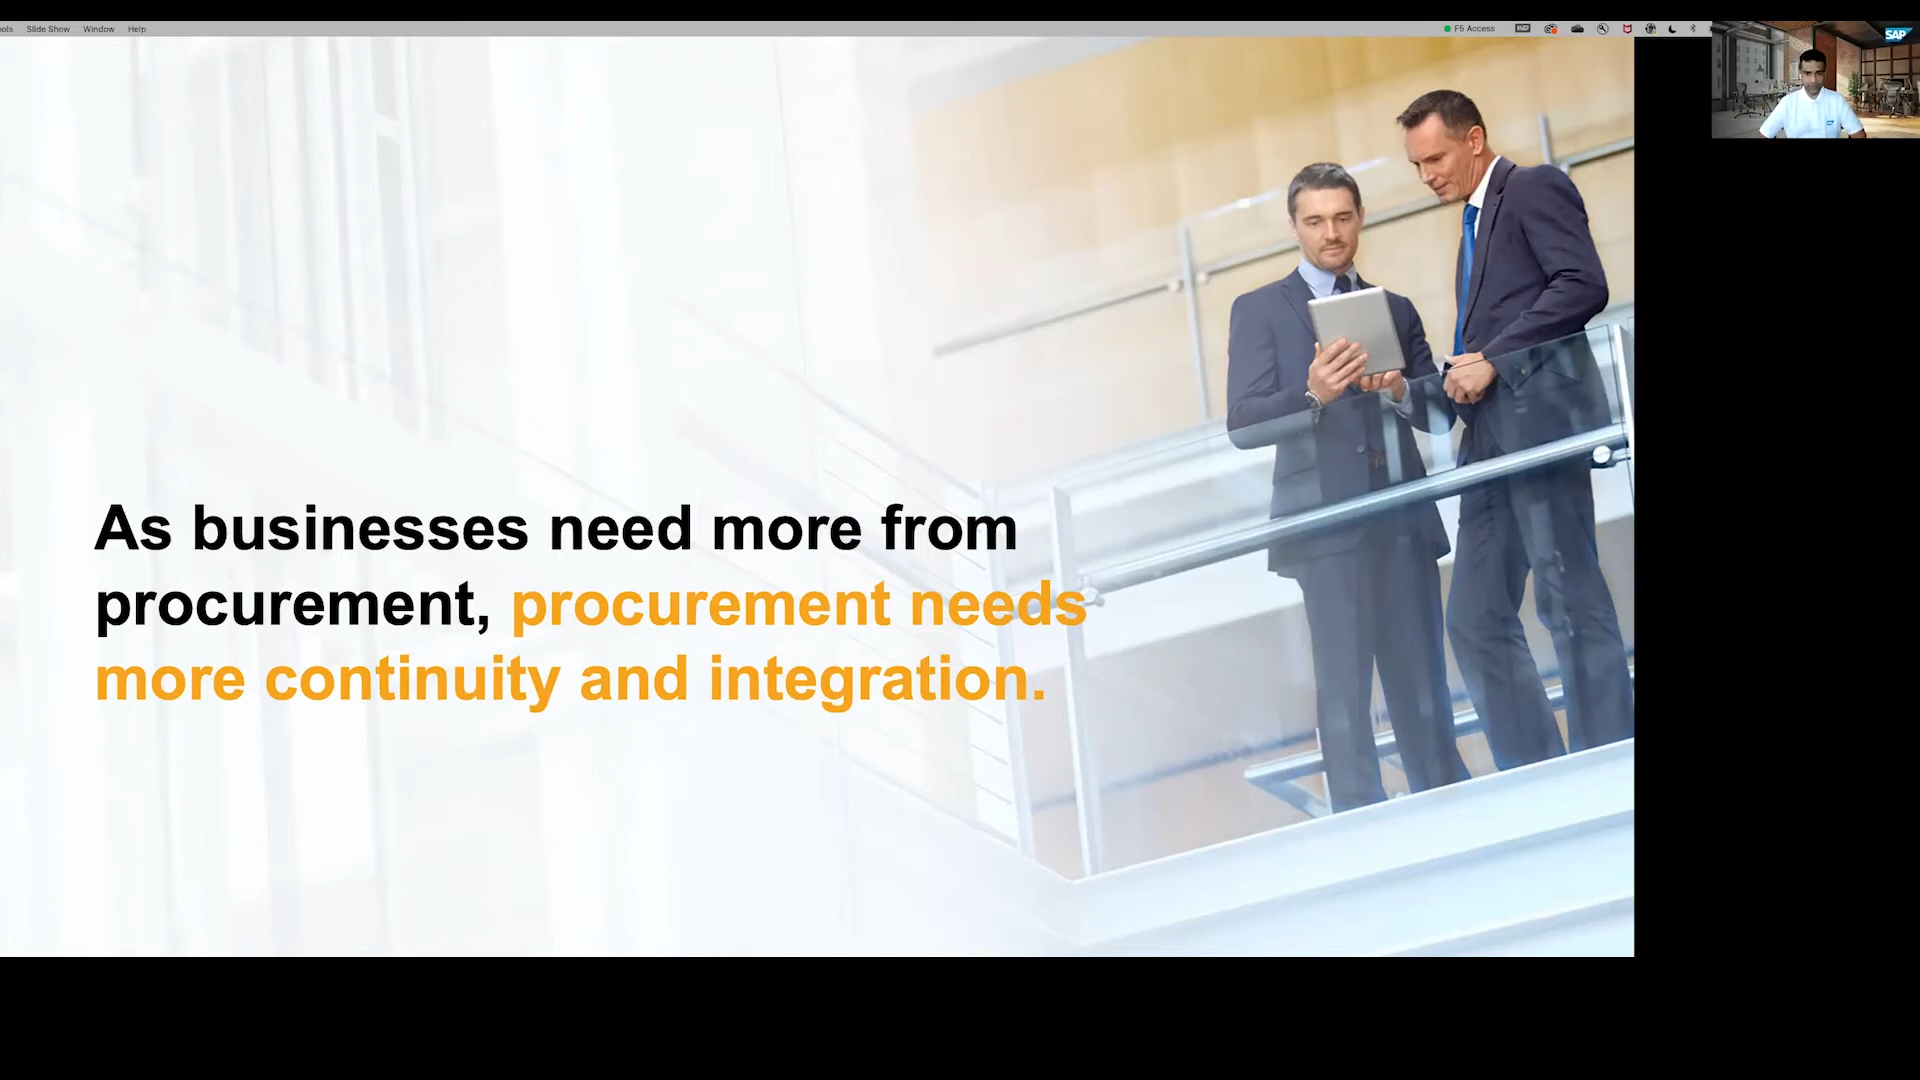 ools Slide Show Window Help
F5 Access
SAP
As businesses need more from
procurement, procurement needs
more continuity and integration.